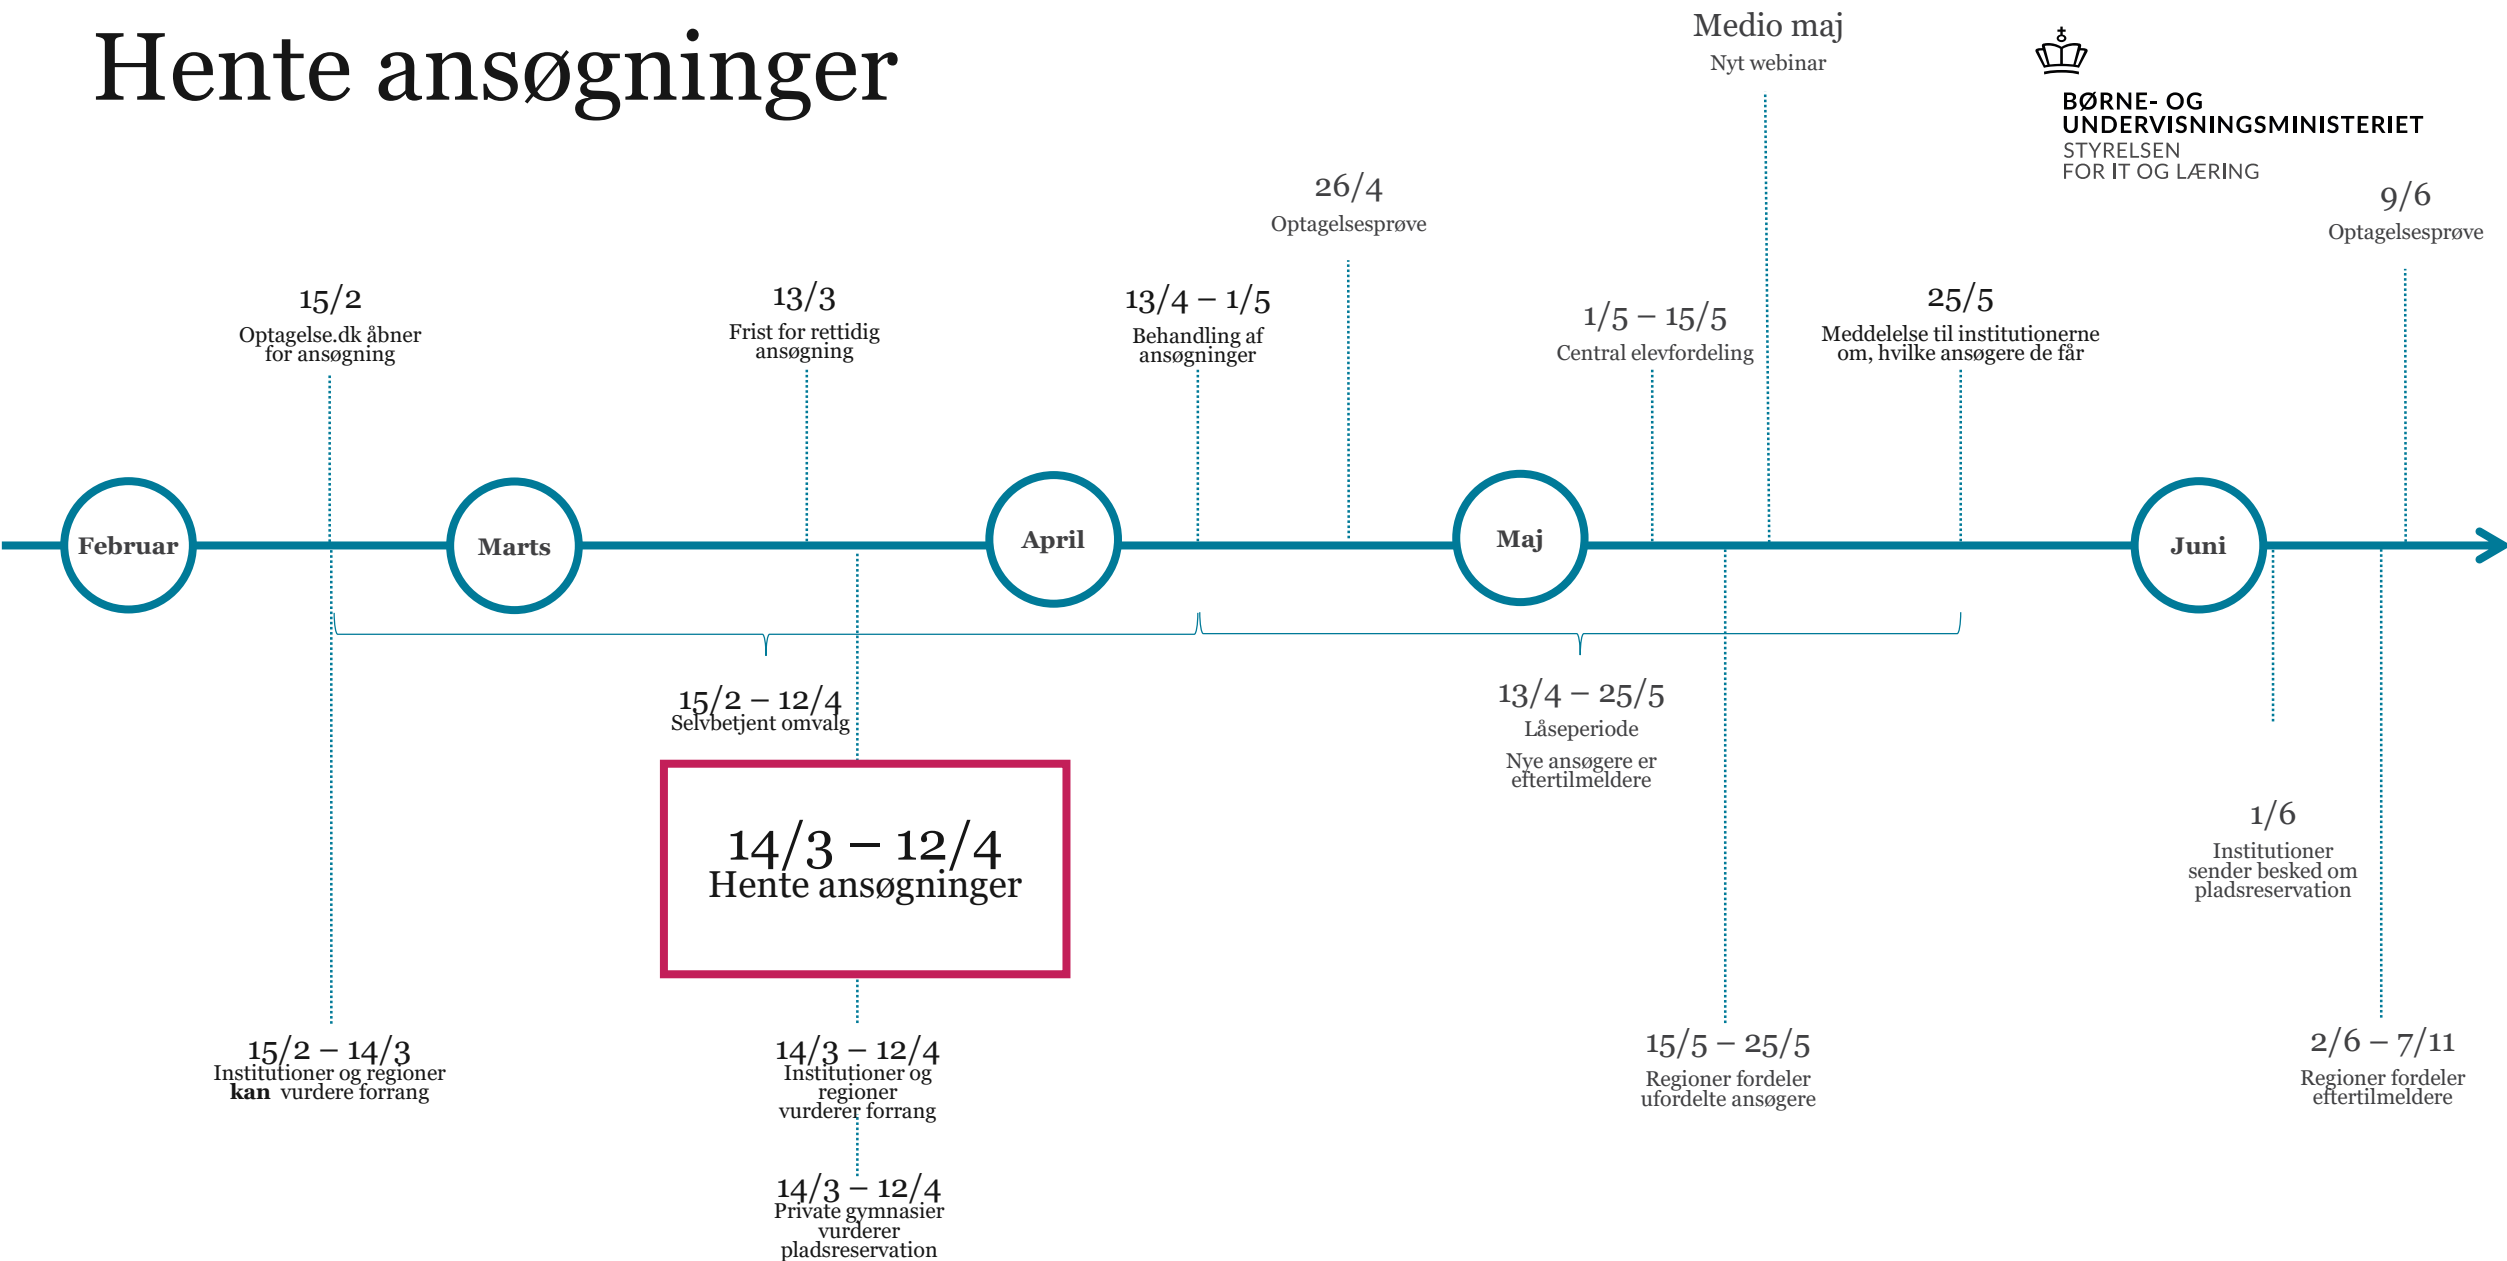 Hente ansøgninger
Medio maj
Nyt webinar
BØRNE- OG
UNDERVISNINGSMINISTERIET
STYRELSEN
FOR IT OG LÆRING
26/4
Optagelsesprøve
9/6
Optagelsesprøve
15/2
Optagelse.dk åbner
for ansøgning
13/3
Frist for rettidig
ansøgning
13/4 – 1/5
Behandling af
ansøgninger
1/5 – 15/5
Central elevfordeling
25/5
Meddelelse til institutionerne
om, hvilke ansøgere de får
Februar
Marts
April
Maj
Juni
15/2 – 12/4
Selvbetjent omvalg
13/4 – 25/5
Låseperiode
Nye ansøgere er
eftertilmeldere
14/3 – 12/4
Hente ansøgninger
1/6
Institutioner
sender besked om
pladsreservation
15/2 – 14/3
Institutioner og regioner
kan vurdere forrang
14/3 – 12/4
Institutioner og
regioner
vurderer forrang
15/5 – 25/5
Regioner fordeler
ufordelte ansøgere
2/6 – 7/11
Regioner fordeler
eftertilmeldere
14/3 – 12/4
Private gymnasier
vurderer
pladsreservation